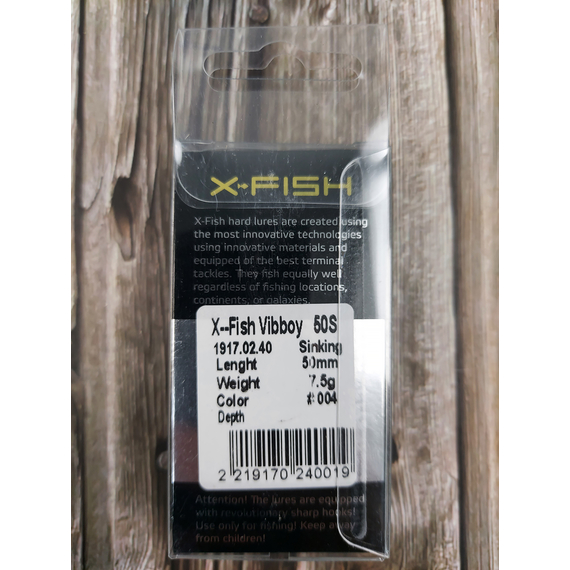 X-FISH
X-Fish hard lures are created using
the most innovative technologies
using innovative materials and
equipped of the best terminal
tackles. They fish equally well
regardless of fishing locations,
continents, or galaxies.
X--Fish Vibboy 50S
1917.02.40 Sinking
Lenght 50mm
Weight 7.5g
Color # 004
Depth
2 219170 240019
Attention! The lures are equipped
with revolutionary sharp hooks!
Use only for fishing! Keep away
from children!